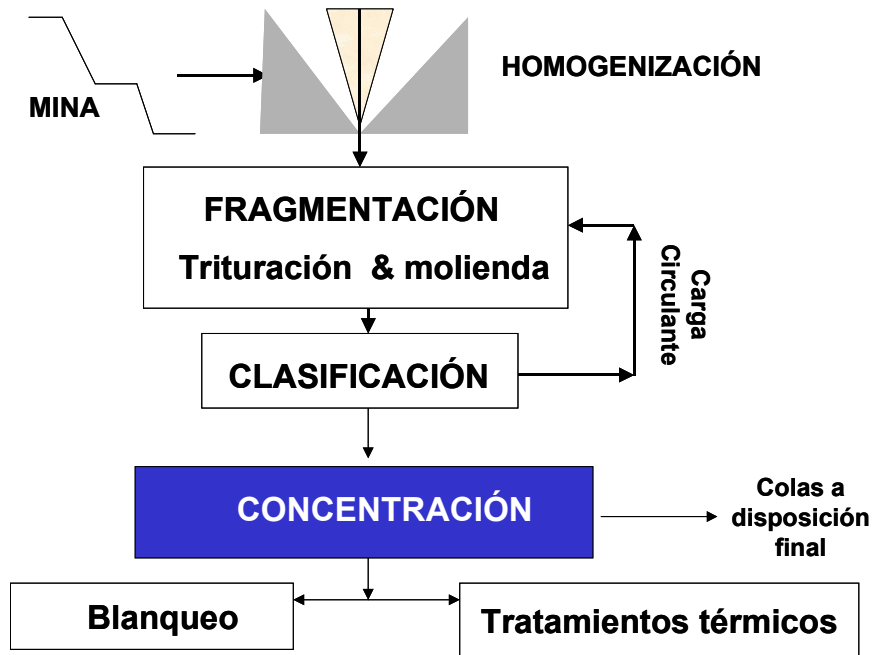 HOMOGENIZACIÓN
MINA
FRAGMENTACIÓN
Trituración & molienda
Carga
Circulante
CLASIFICACIÓN
CONCENTRACIÓN
Colas a
disposición
final
Blanqueo
Tratamientos térmicos